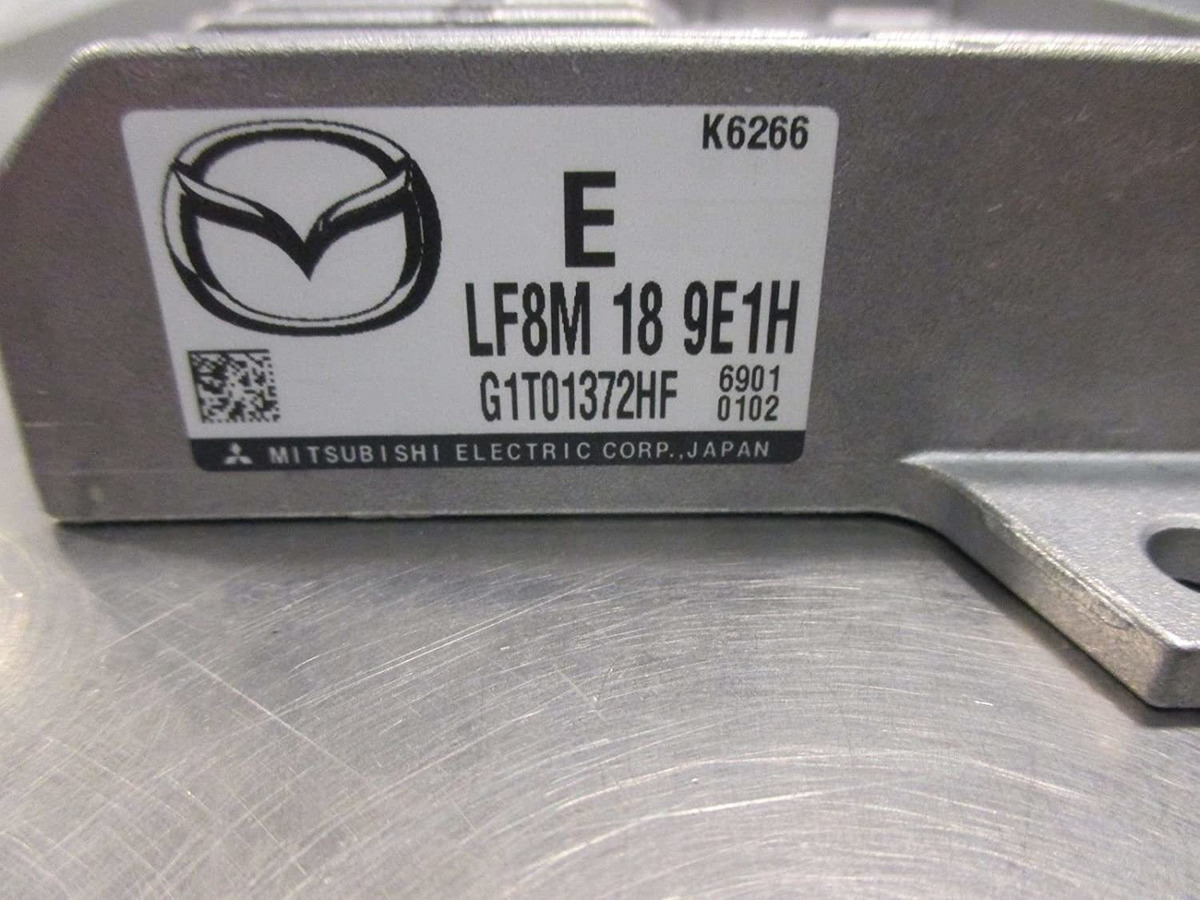 K6266
E
LF8M 18 9E1H
G1T01372HF 6901
0102
MITSUBISHI ELECTRIC CORP.,JAPAN